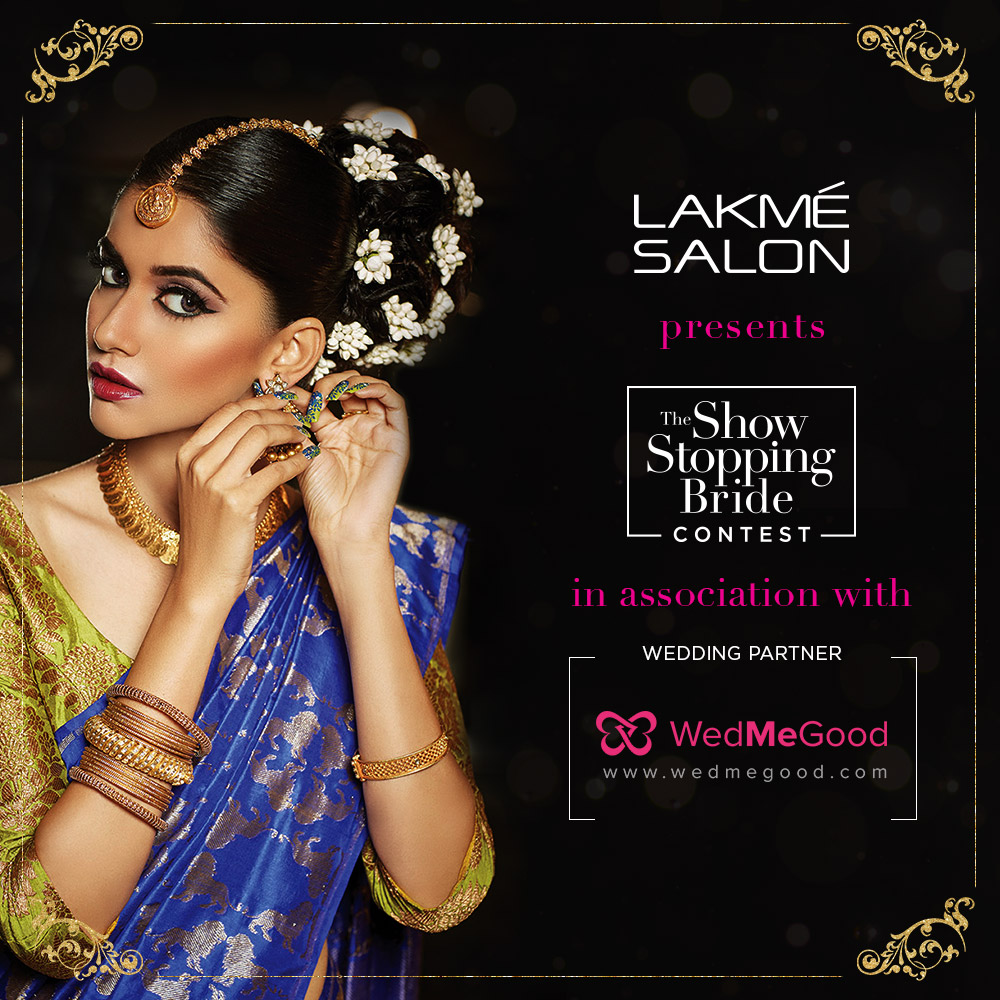 LAKMÉ
SALON
presents
The Show
Stopping
Bride
CONTEST
in association with
WEDDING PARTNER
WedMeGood
www.wedmegood.com